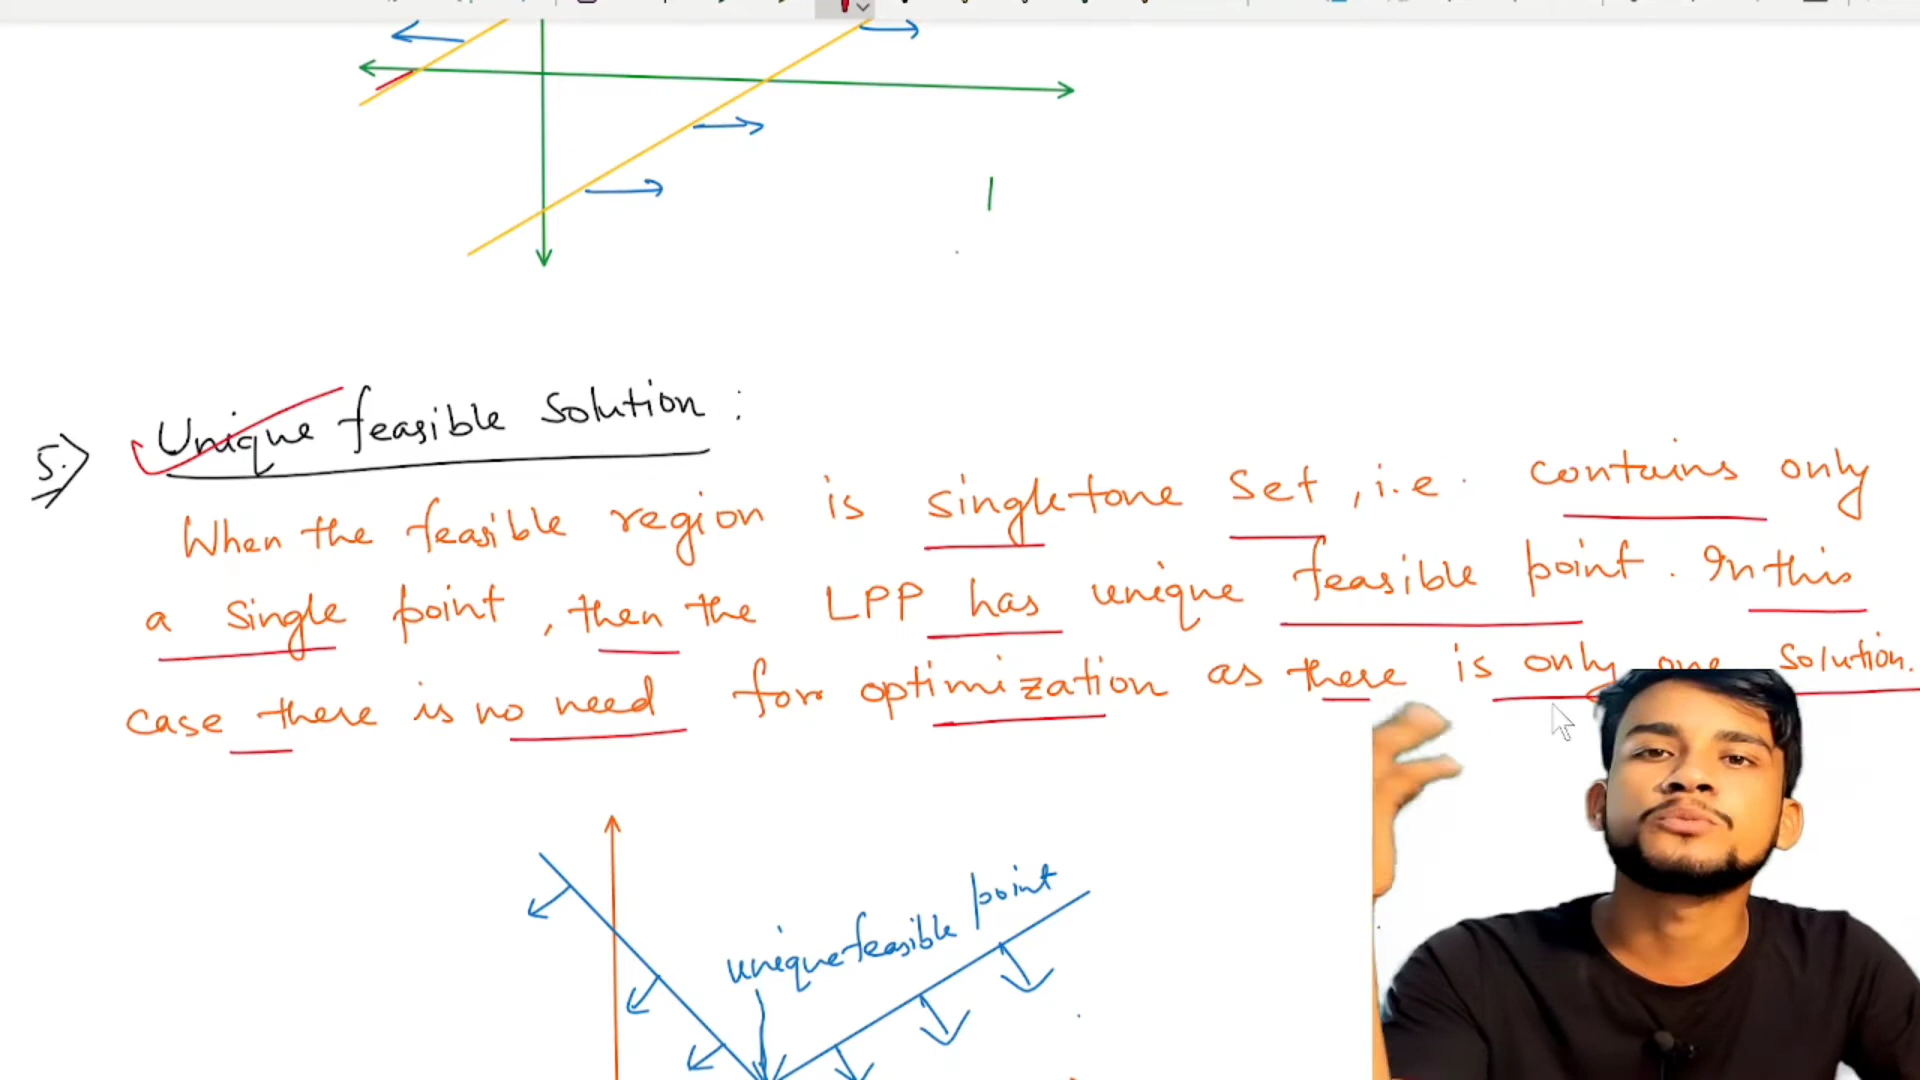 5.) Unique feasible solution :
When the feasible region is singletone set, i.e. contains only
a single point, then the LPP has unique feasible point. In this
case there is no need for optimization as there is only one solution.
unique feasible point